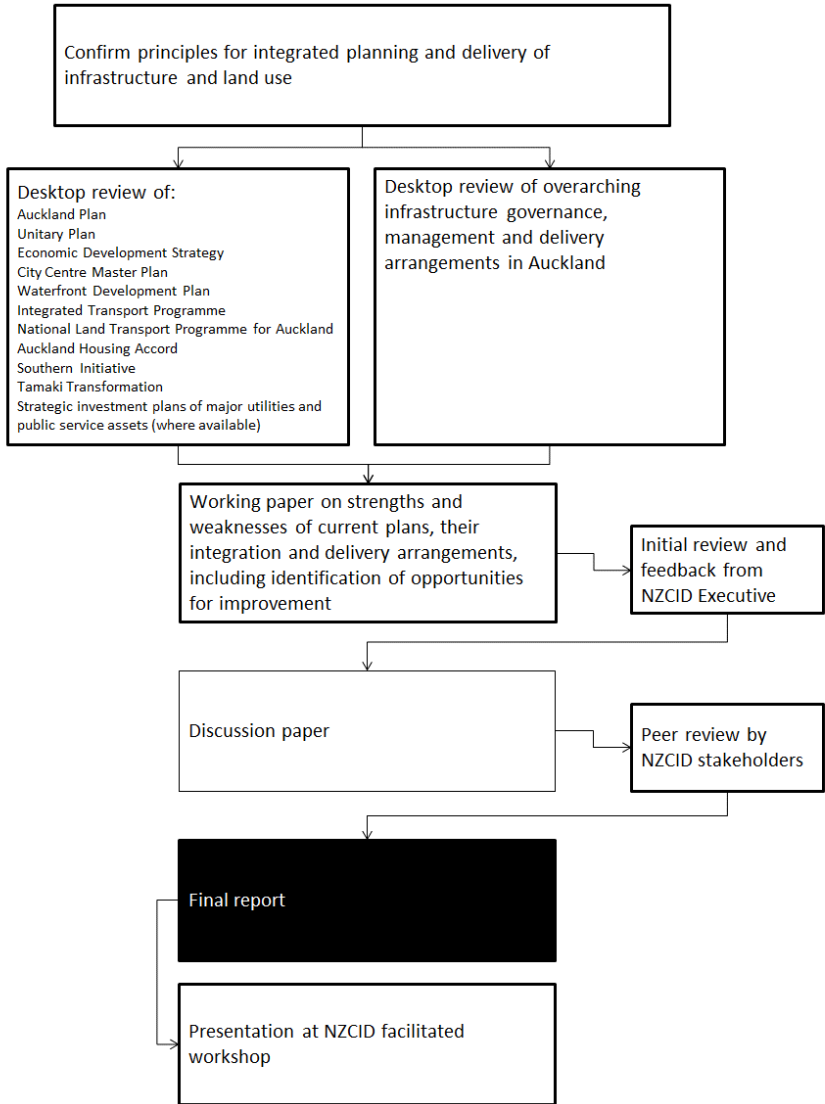 Confirm principles for integrated planning and delivery of
infrastructure and land use
Desktop review of:
Auckland Plan
Unitary Plan
Economic Development Strategy
City Centre Master Plan
Waterfront Development Plan
Integrated Transport Programme
National Land Transport Programme for Auckland
Auckland Housing Accord
Southern Initiative
Tamaki Transformation
Strategic investment plans of major utilities and
public service assets (where available)
Desktop review of overarching
infrastructure governance,
management and delivery
arrangements in Auckland
Working paper on strengths and
weaknesses of current plans, their
integration and delivery arrangements,
including identification of opportunities
for improvement
Initial review and
feedback from
NZCID Executive
Discussion paper
Peer review by
NZCID stakeholders
Final report
Presentation at NZCID facilitated
workshop